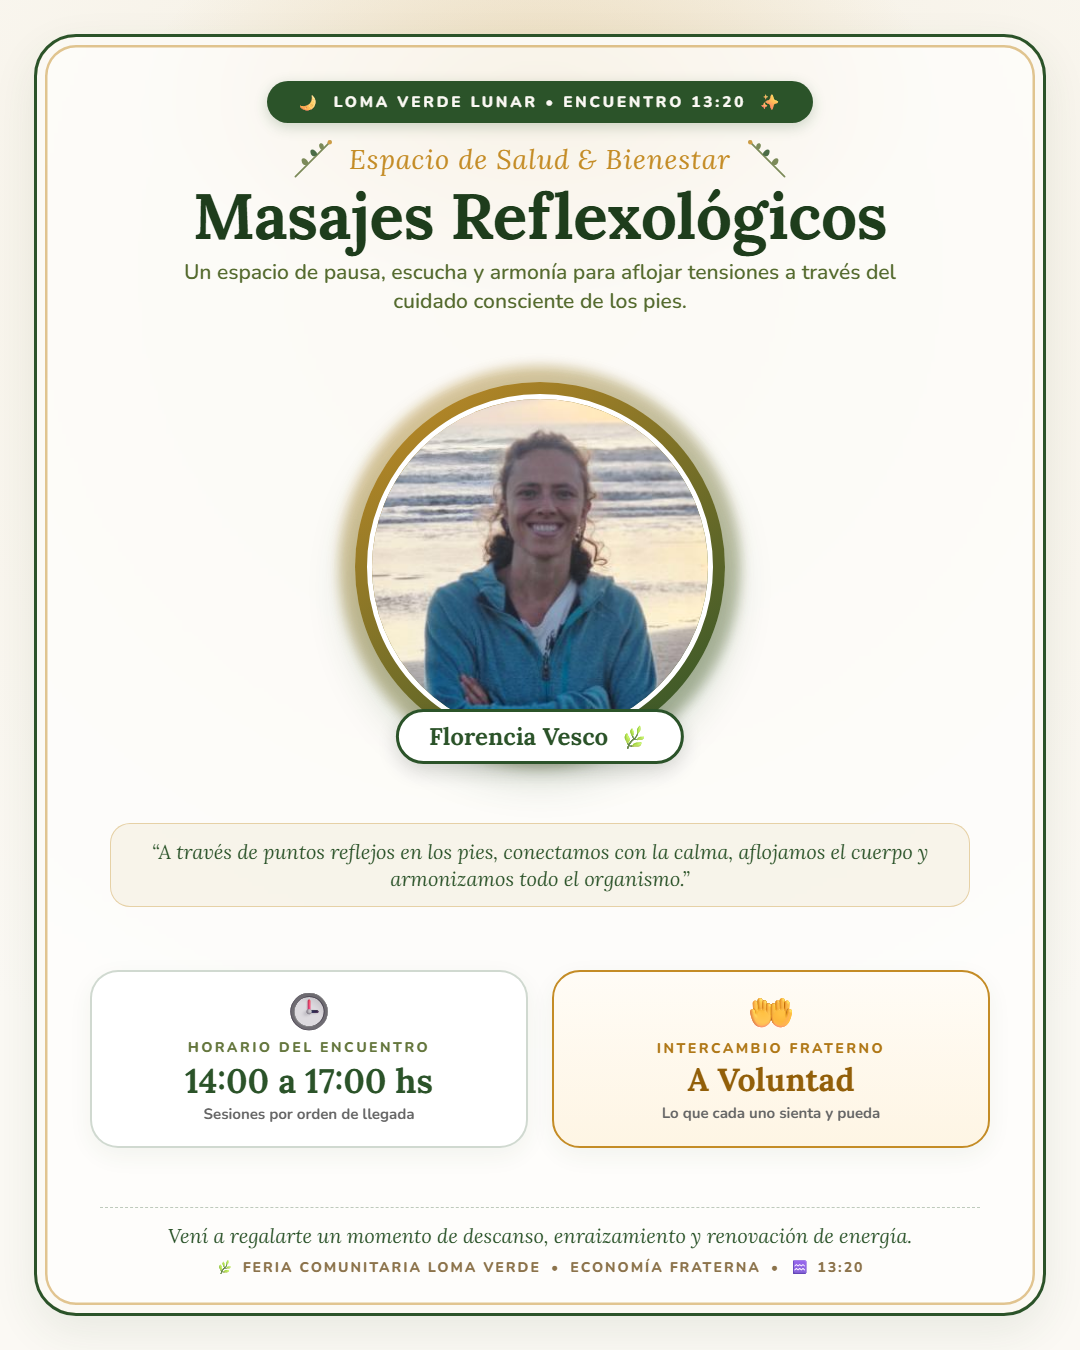 🌙 LOMA VERDE LUNAR • ENCUENTRO 13:20 ✨
Espacio de Salud & Bienestar
Masajes Reflexológicos
Un espacio de pausa, escucha y armonía para aflojar tensiones a través del
cuidado consciente de los pies.
Florencia Vesco 🌿
“A través de puntos reflejos en los pies, conectamos con la calma, aflojamos el cuerpo y
armonizamos todo el organismo.”
HORARIO DEL ENCUENTRO
14:00 a 17:00 hs
Sesiones por orden de llegada
INTERCAMBIO FRATERNO
A Voluntad
Lo que cada uno sienta y pueda
Vení a regalarte un momento de descanso, enraizamiento y renovación de energía.
🌿 FERIA COMUNITARIA LOMA VERDE • ECONOMÍA FRATERNA • ♒ 13:20